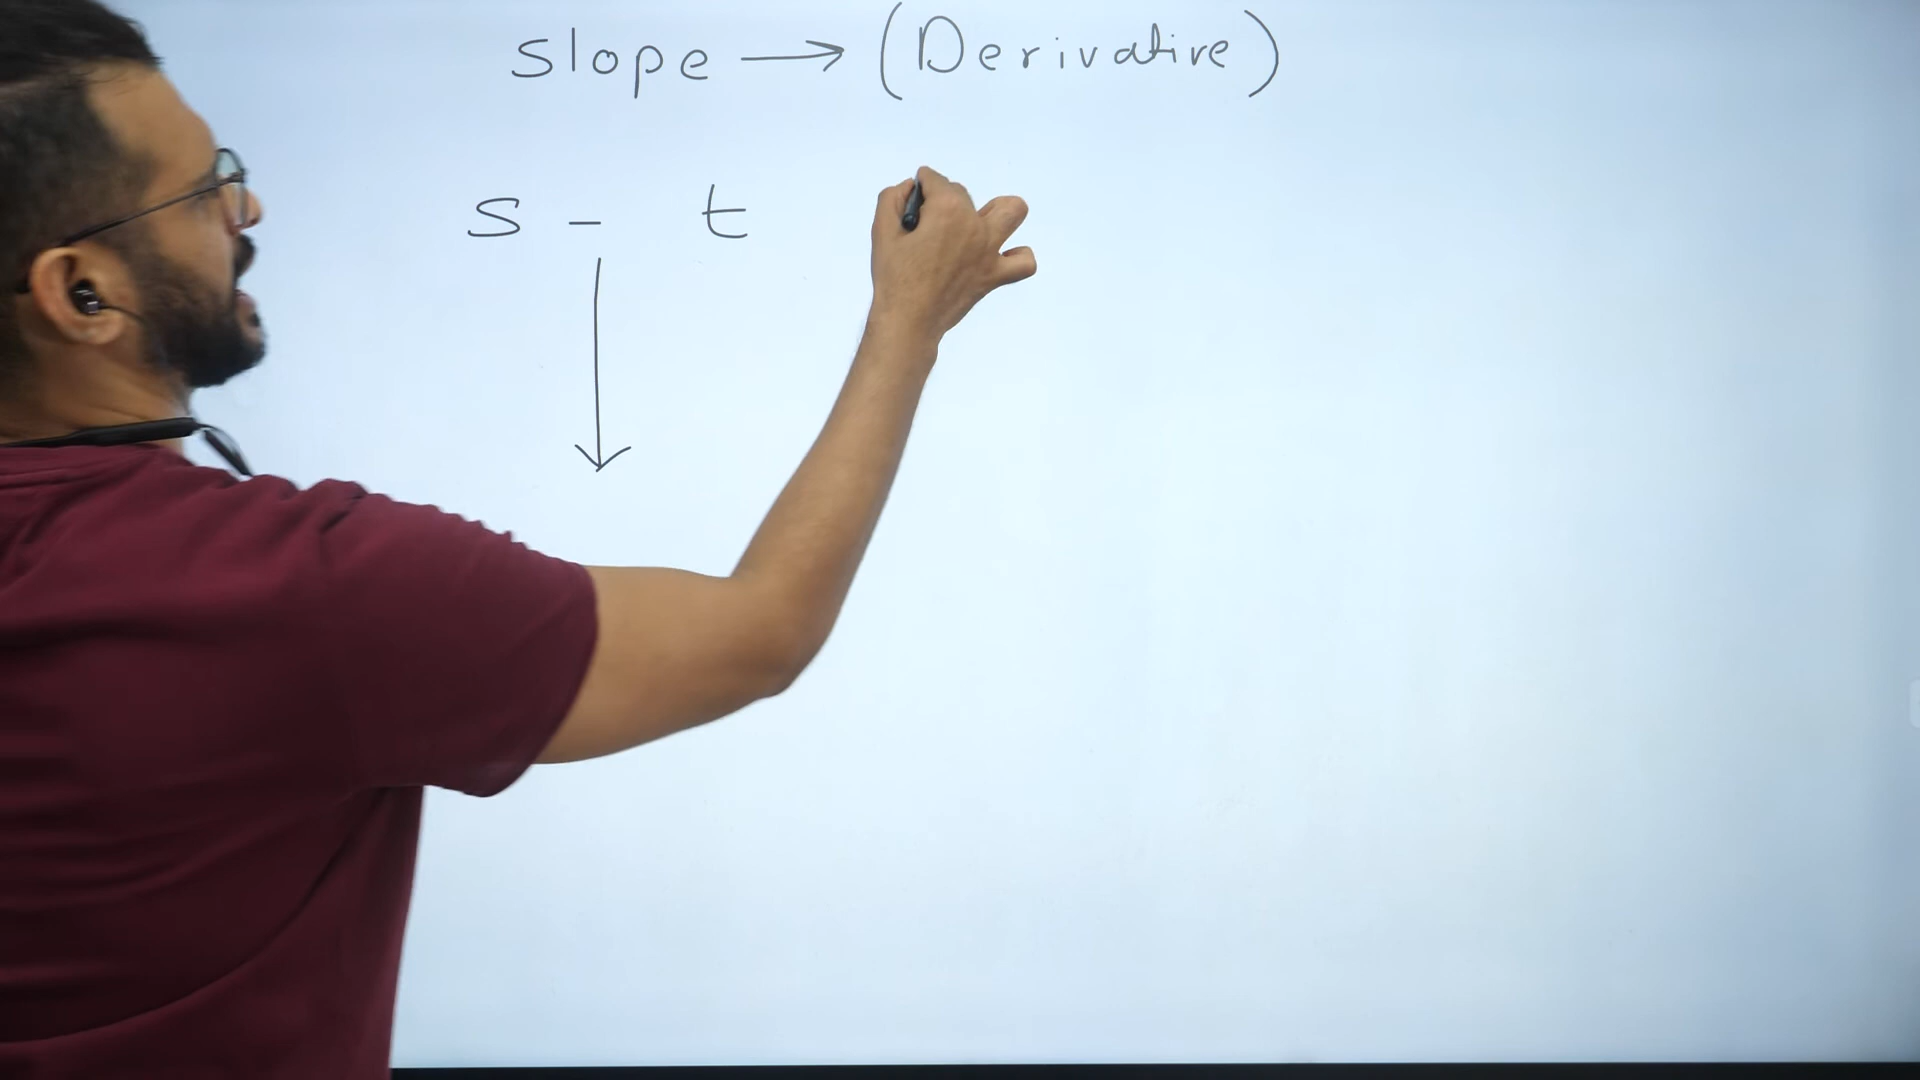 slope → (Derivative)
s - t
↓